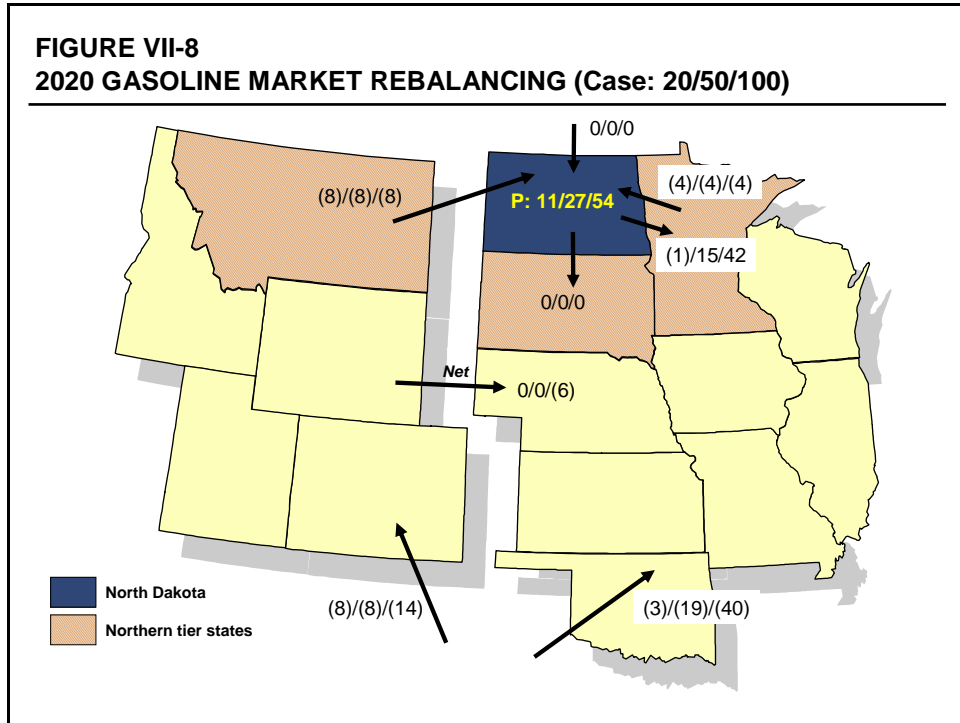 FIGURE VII-8
2020 GASOLINE MARKET REBALANCING (Case: 20/50/100)
0/0/0
(8)/(8)/(8)
(4)/(4)/(4)
P: 11/27/54
(1)/15/42
0/0/0
Net
0/0/(6)
North Dakota
(8)/(8)/(14)
(3)/(19)/(40)
Northern tier states